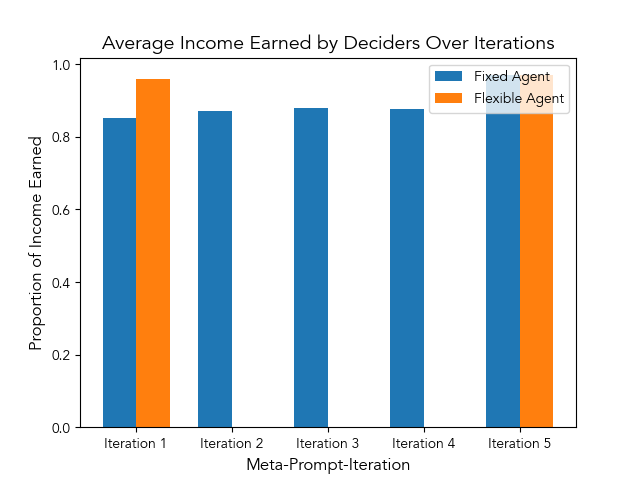 Average Income Earned by Deciders Over Iterations
Fixed Agent
Flexible Agent
Proportion of Income Earned
1.0
0.8
0.6
0.4
0.2
0.0
Iteration 1
Iteration 2
Iteration 3
Iteration 4
Iteration 5
Meta-Prompt-Iteration